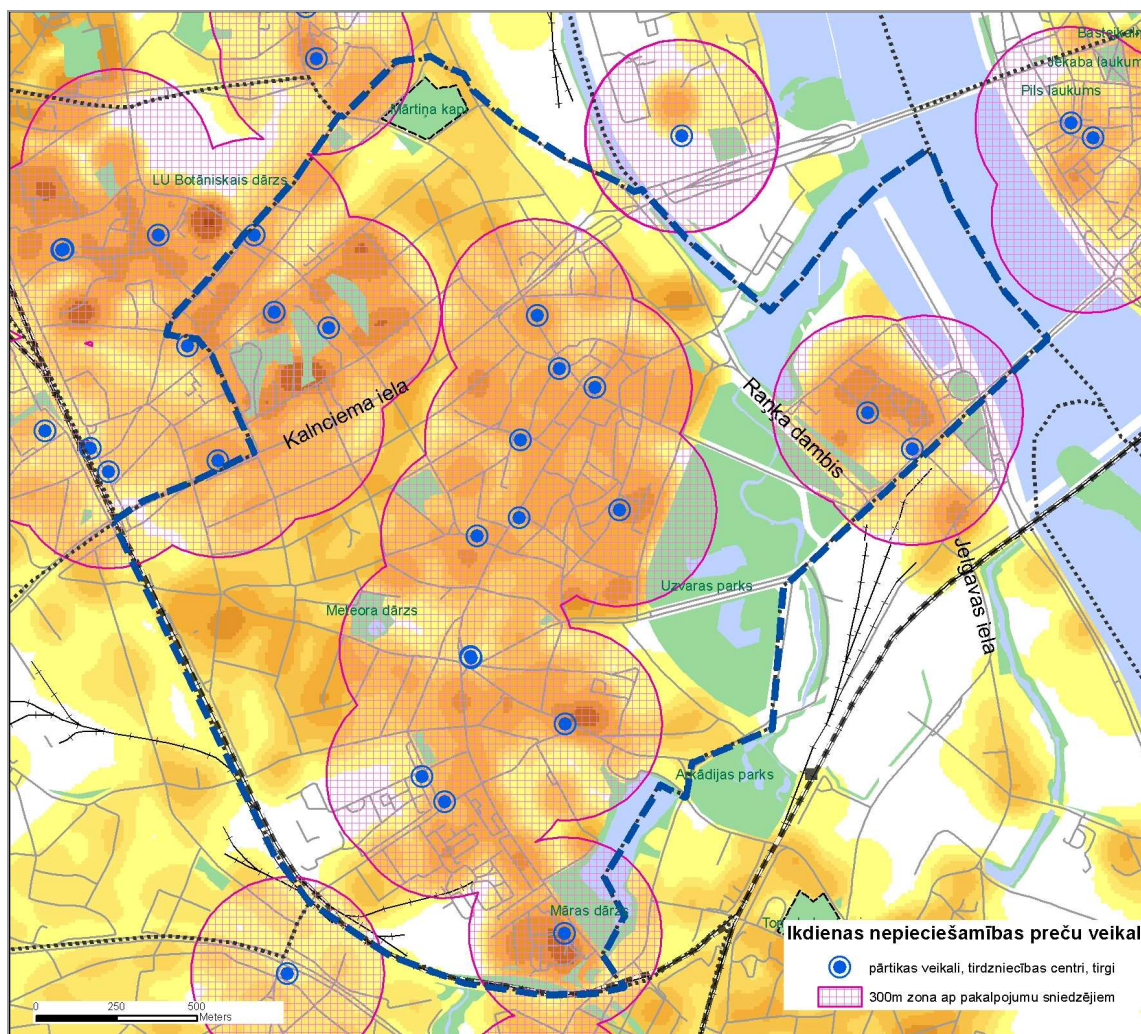 Basteikaln
Jēkaba laukum
Pils laukums
Mārtiņa kap
LU Botāniskais dārzs
Kalnciema iela
Raņka dambis
Jelgavas iela
Uzvaras parks
Meteora dārzs
Arkādijas parks
Māras dārzs
Ikdienas nepieciešamības preču veikal
pārtikas veikali, tirdzniecības centri, tirgi
300m zona ap pakalpojumu sniedzējiem
0 250 500
Meters